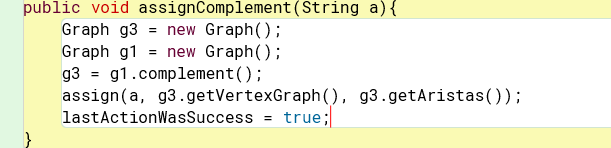 public void assignComplement(String a){
Graph g3 = new Graph();
Graph g1 = new Graph();
g3 = g1.complement();
assign(a, g3.getVertexGraph(), g3.getAristas());
lastActionWasSuccess = true;
}